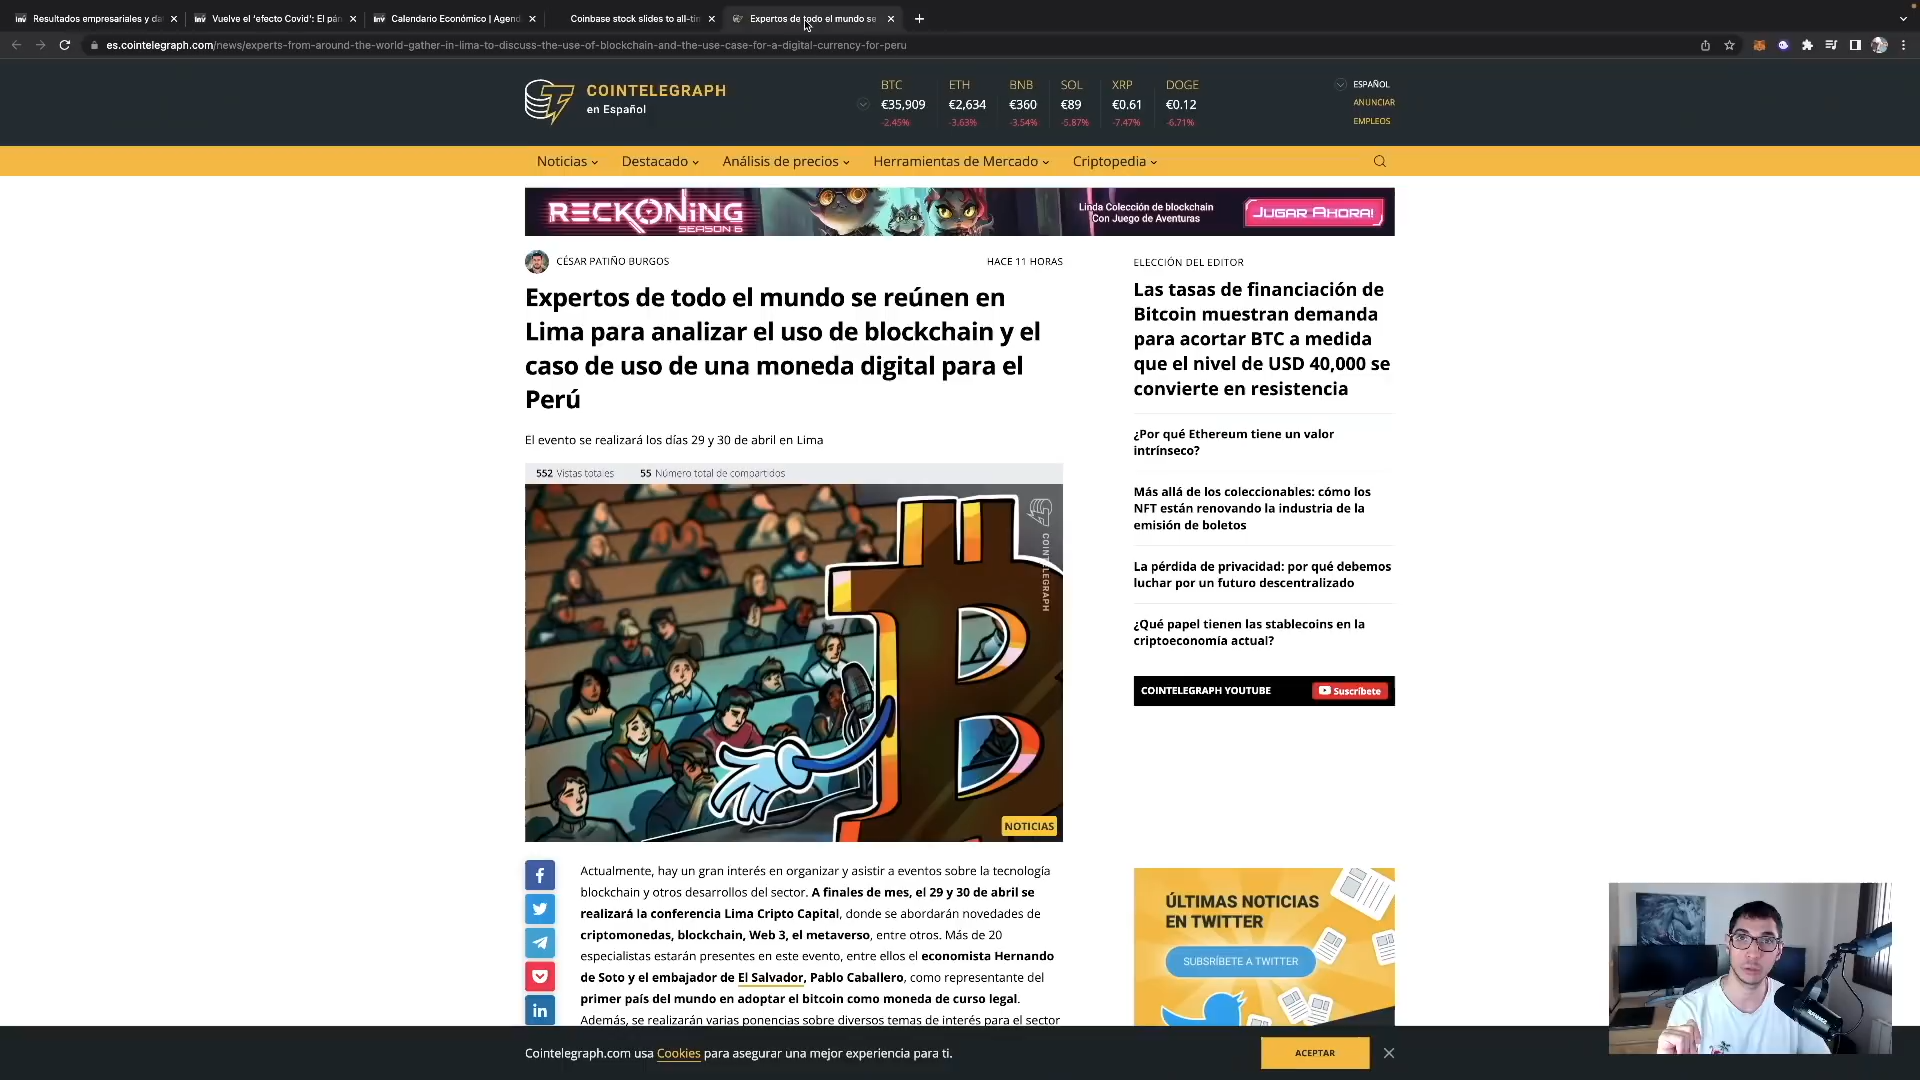 Resultados empresariales y da
Vuelve el 'efecto Covid': El pán
Calendario Económico | Agend
Coinbase stock slides to all-tim
Expertos de todo el mundo se
es.cointelegraph.com/news/experts-from-around-the-world-gather-in-lima-to-discuss-the-use-of-blockchain-and-the-use-case-for-a-digital-currency-for-peru
COINTELEGRAPH
en Español
BTC ETH BNB SOL XRP DOGE
€35,909 €2,634 €360 €89 €0.61 €0.12
-2.45% -3.63% -3.54% -5.87% -7.47% -6.71%
ESPAÑOL
ANUNCIAR
EMPLEOS
Noticias Destacado Análisis de precios Herramientas de Mercado Criptopedia
RECKONING
SEASON 6
Linda Colección de blockchain
Con Juego de Aventuras
JUGAR AHORA!
CÉSAR PATIÑO BURGOS
HACE 11 HORAS
Expertos de todo el mundo se reúnen en
Lima para analizar el uso de blockchain y el
caso de uso de una moneda digital para el
Perú
El evento se realizará los días 29 y 30 de abril en Lima
552 Vistas totales 55 Número total de compartidos
COINTELEGRAPH
NOTICIAS
Actualmente, hay un gran interés en organizar y asistir a eventos sobre la tecnología
blockchain y otros desarrollos del sector. A finales de mes, el 29 y 30 de abril se
realizará la conferencia Lima Cripto Capital, donde se abordarán novedades de
criptomonedas, blockchain, Web 3, el metaverso, entre otros. Más de 20
especialistas estarán presentes en este evento, entre ellos el economista Hernando
de Soto y el embajador de El Salvador, Pablo Caballero, como representante del
primer país del mundo en adoptar el bitcoin como moneda de curso legal.
Además, se realizarán varias ponencias sobre diversos temas de interés para el sector
ELECCIÓN DEL EDITOR
Las tasas de financiación de
Bitcoin muestran demanda
para acortar BTC a medida
que el nivel de USD 40,000 se
convierte en resistencia
¿Por qué Ethereum tiene un valor
intrínseco?
Más allá de los coleccionables: cómo los
NFT están renovando la industria de la
emisión de boletos
La pérdida de privacidad: por qué debemos
luchar por un futuro descentralizado
¿Qué papel tienen las stablecoins en la
criptoeconomía actual?
COINTELEGRAPH YOUTUBE
Suscríbete
ÚLTIMAS NOTICIAS
EN TWITTER
SUBSRÍBETE A TWITTER
Cointelegraph.com usa Cookies para asegurar una mejor experiencia para ti.
ACEPTAR